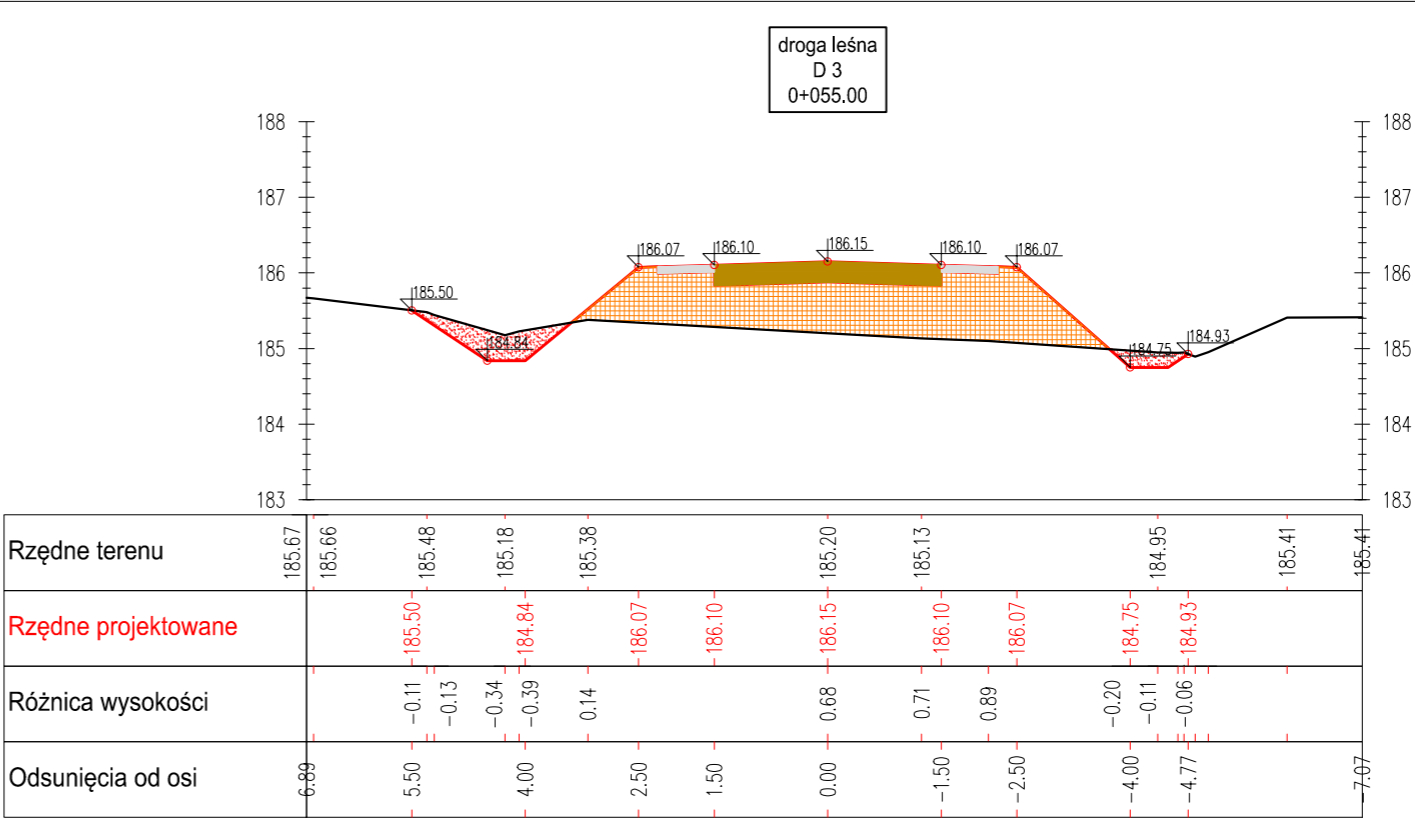 droga leśna
D 3
0+055.00
188 188
187 187
186.07 186.10 186.15 186.10 186.07
186 186
185.50
185 184.84 184.75 184.93 185
184 184
183 183
Rzędne terenu 185.67 185.66 185.48 185.18 185.38 185.20 185.13 184.95 185.41 185.41
Rzędne projektowane 185.50 184.84 186.07 186.10 186.15 186.10 186.07 184.75 184.93
Różnica wysokości -0.11 -0.13 -0.34 -0.39 0.14 0.68 0.71 0.89 -0.20 -0.11 -0.06
Odsunięcia od osi 6.89 5.50 4.00 2.50 1.50 0.00 -1.50 -2.50 -4.00 -4.77 -7.07